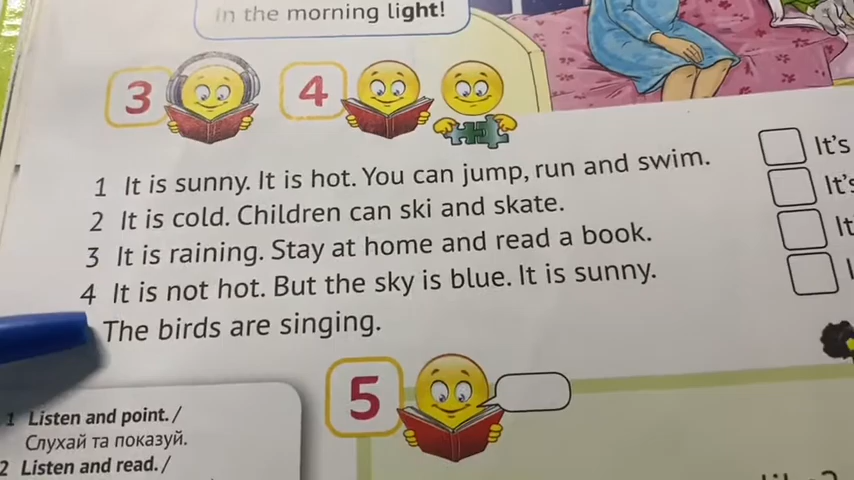 in the morning light!
3
4
1 It is sunny. It is hot. You can jump, run and swim.
It's
2 It is cold. Children can ski and skate.
It's
3 It is raining. Stay at home and read a book.
It
4 It is not hot. But the sky is blue. It is sunny.
The birds are singing.
5
1 Listen and point./
Слухай та показуй.
2 Listen and read./